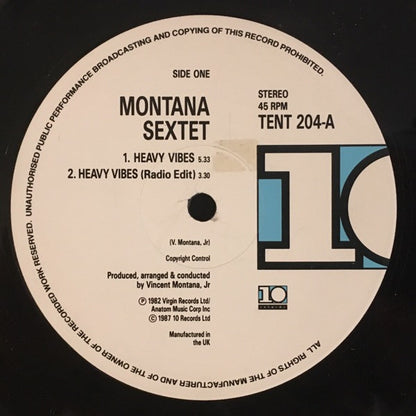 ALL RIGHTS OF THE MANUFACTURER AND OF THE OWNER OF THE RECORDED WORK RESERVED. UNAUTHORISED PUBLIC PERFORMANCE BROADCASTING AND COPYING OF THIS RECORD PROHIBITED.
SIDE ONE
MONTANA
SEXTET
STEREO
45 RPM
TENT 204-A
1. HEAVY VIBES 5.33
2. HEAVY VIBES (Radio Edit) 3.30
10
(V. Montana, Jr)
Copyright Control
Produced, arranged & conducted
by Vincent Montana, Jr
℗ 1982 Virgin Records Ltd/
Anatom Music Corp Inc
© 1987 10 Records Ltd
Manufactured in
the UK
10
RECORDS